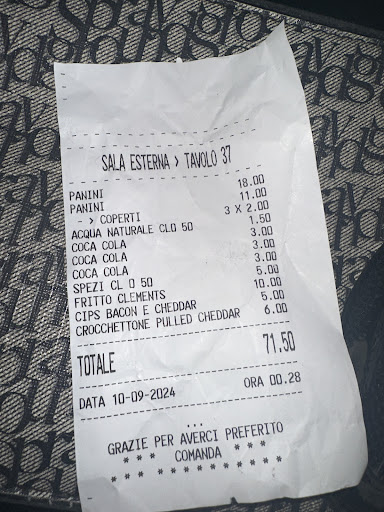 SALA ESTERNA > TAVOLO 37
PANINI 18.00
PANINI 11.00
- > COPERTI 3 X 2.00
ACQUA NATURALE CLO 50 1.50
COCA COLA 3.00
COCA COLA 3.00
COCA COLA 3.00
SPEZI CL O 50 5.00
FRITTO CLEMENTS 10.00
CIPS BACON E CHEDDAR 5.00
CROCCHETTONE PULLED CHEDDAR 6.00
TOTALE 71.50
DATA 10-09-2024 ORA 00.28
...
GRAZIE PER AVERCI PREFERITO
* * * COMANDA * * *
*** *********